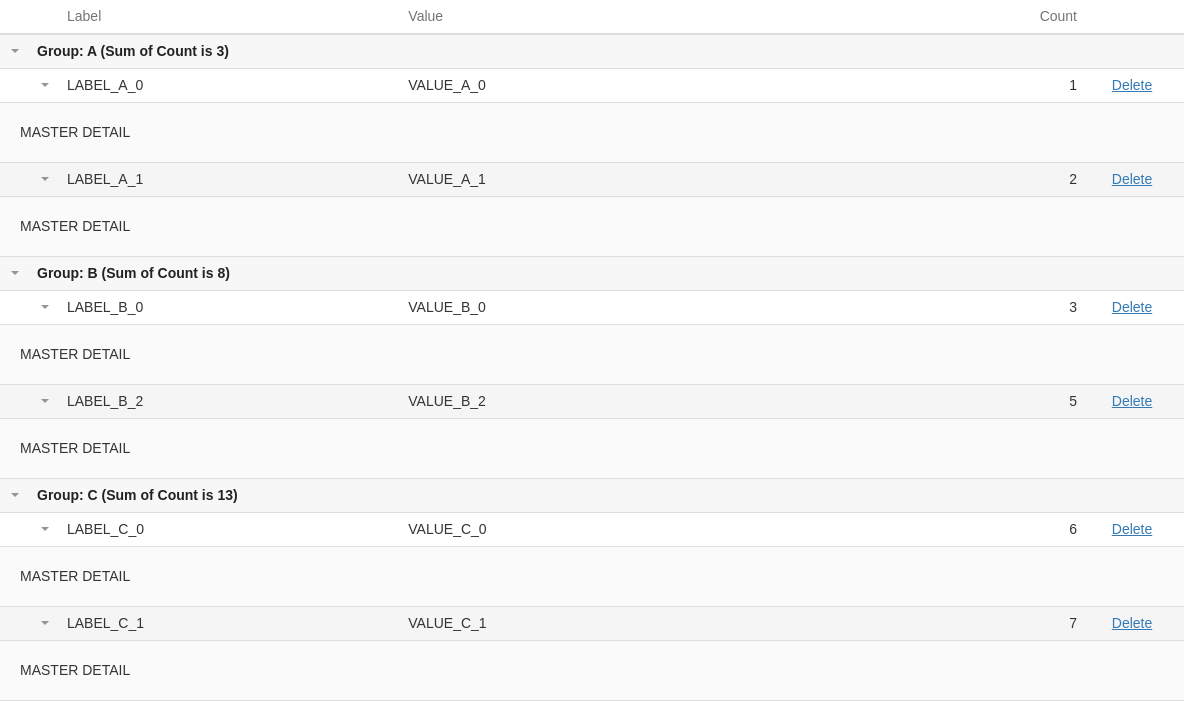 Label Value Count
Group: A (Sum of Count is 3)
LABEL_A_0 VALUE_A_0 1 Delete
MASTER DETAIL
LABEL_A_1 VALUE_A_1 2 Delete
MASTER DETAIL
Group: B (Sum of Count is 8)
LABEL_B_0 VALUE_B_0 3 Delete
MASTER DETAIL
LABEL_B_2 VALUE_B_2 5 Delete
MASTER DETAIL
Group: C (Sum of Count is 13)
LABEL_C_0 VALUE_C_0 6 Delete
MASTER DETAIL
LABEL_C_1 VALUE_C_1 7 Delete
MASTER DETAIL